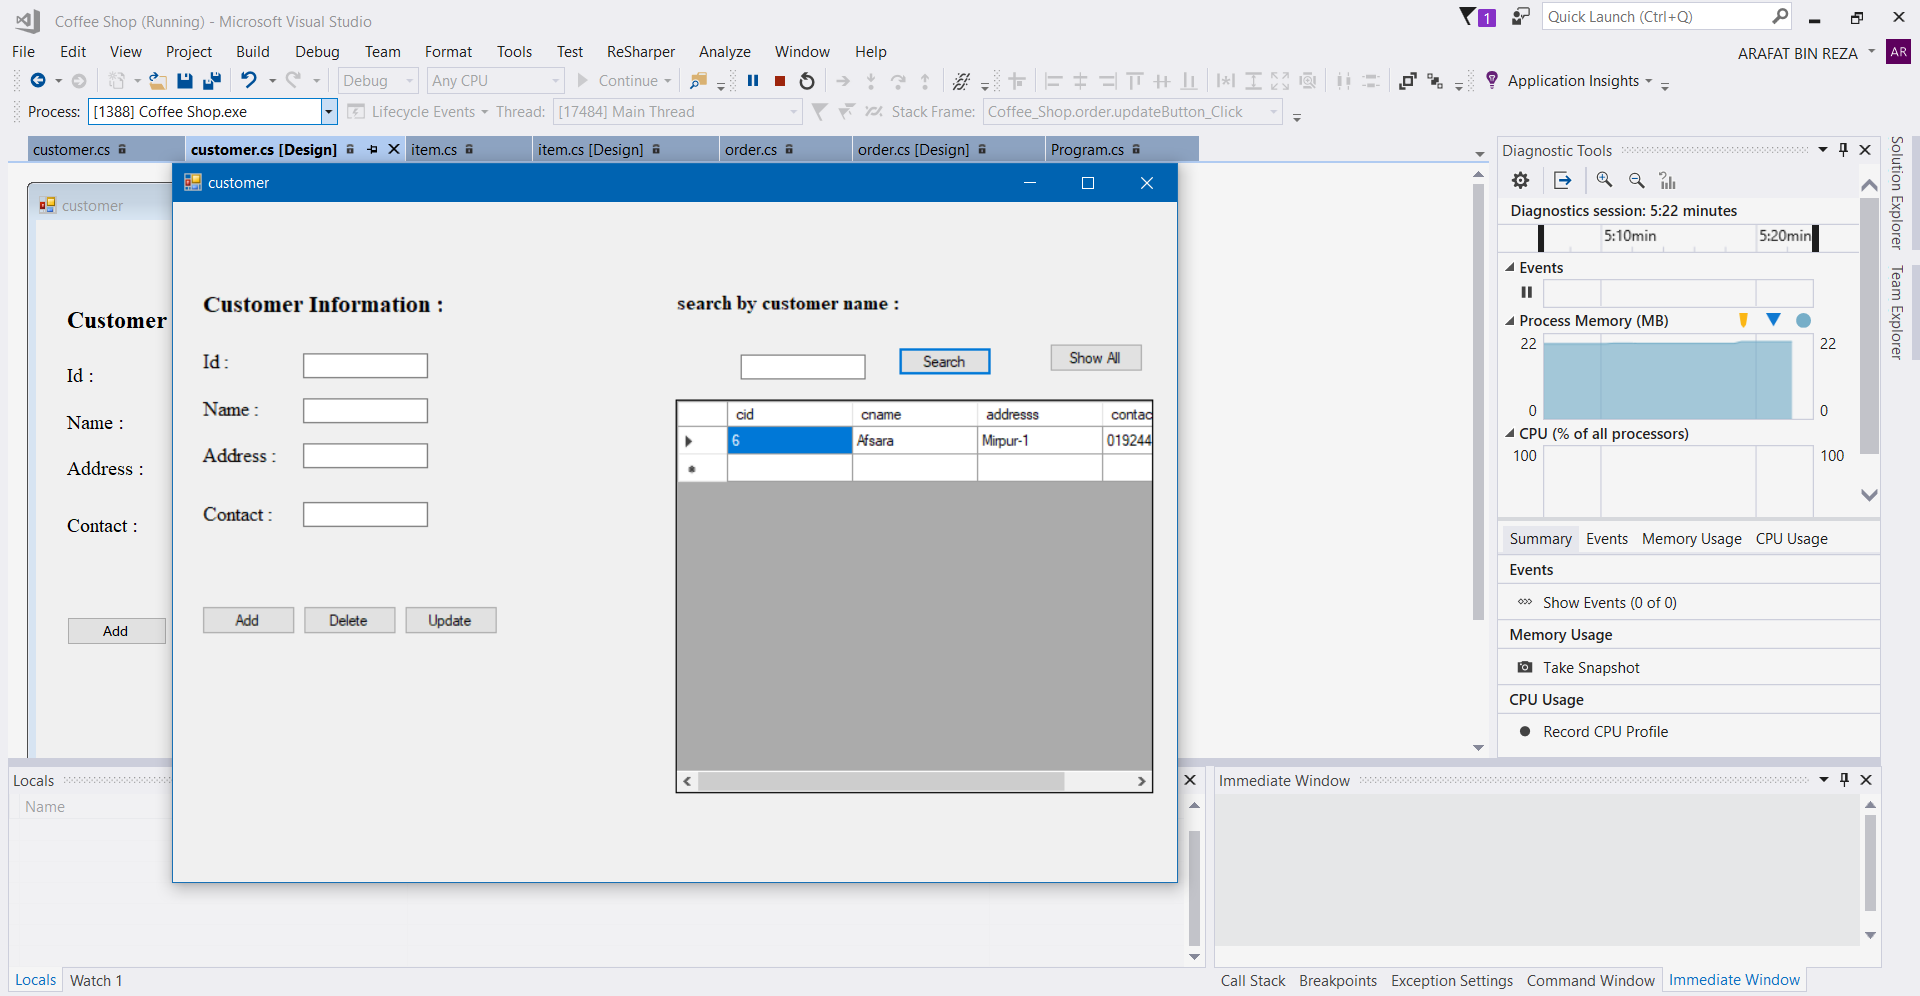 Coffee Shop (Running) - Microsoft Visual Studio
1
Quick Launch (Ctrl+Q)
File Edit View Project Build Debug Team Format Tools Test ReSharper Analyze Window Help
ARAFAT BIN REZA AR
Debug Any CPU Continue Application Insights
Process: [1388] Coffee Shop.exe Lifecycle Events Thread: [17484] Main Thread Stack Frame: Coffee_Shop.order.updateButton_Click
customer.cs customer.cs [Design] item.cs item.cs [Design] order.cs order.cs [Design] Program.cs
customer
Customer
Id :
Name :
Address :
Contact :
Add
customer
Customer Information :
Id :
Name :
Address :
Contact :
Add Delete Update
search by customer name :
Search Show All
cid cname addresss contac
6 Afsara Mirpur-1 019244
Diagnostic Tools
Diagnostics session: 5:22 minutes
5:10min 5:20min
Events
Process Memory (MB)
22 22
0 0
CPU (% of all processors)
100 100
Summary Events Memory Usage CPU Usage
Events
Show Events (0 of 0)
Memory Usage
Take Snapshot
CPU Usage
Record CPU Profile
Solution Explorer
Team Explorer
Locals
Name
Locals Watch 1
Immediate Window
Call Stack Breakpoints Exception Settings Command Window Immediate Window